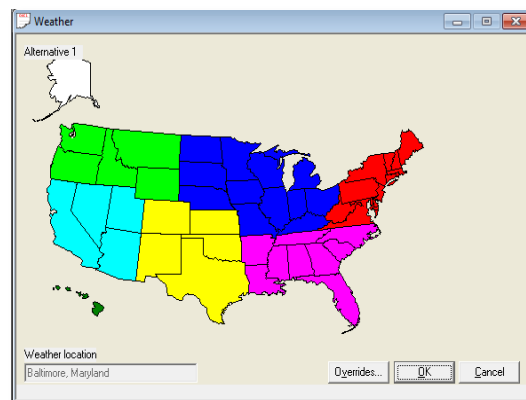 Weather
Alternative 1
Weather location
Baltimore, Maryland
Overrides...
OK
Cancel